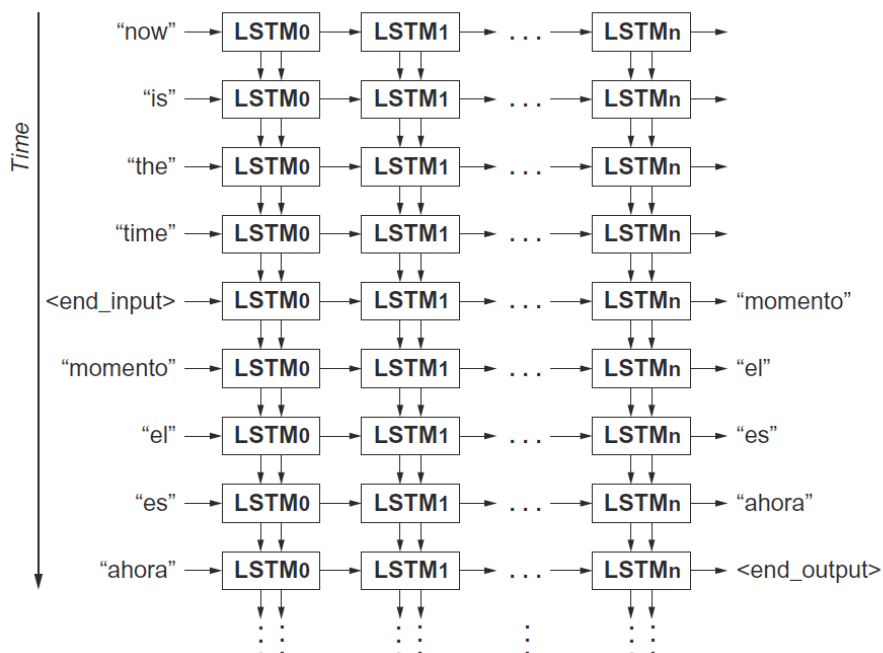 “now” LSTM0 LSTM1 . . . LSTMn
“is” LSTM0 LSTM1 . . . LSTMn
Time
“the” LSTM0 LSTM1 . . . LSTMn
“time” LSTM0 LSTM1 . . . LSTMn
<end_input> LSTM0 LSTM1 . . . LSTMn “momento”
“momento” LSTM0 LSTM1 . . . LSTMn “el”
“el” LSTM0 LSTM1 . . . LSTMn “es”
“es” LSTM0 LSTM1 . . . LSTMn “ahora”
“ahora” LSTM0 LSTM1 . . . LSTMn <end_output>